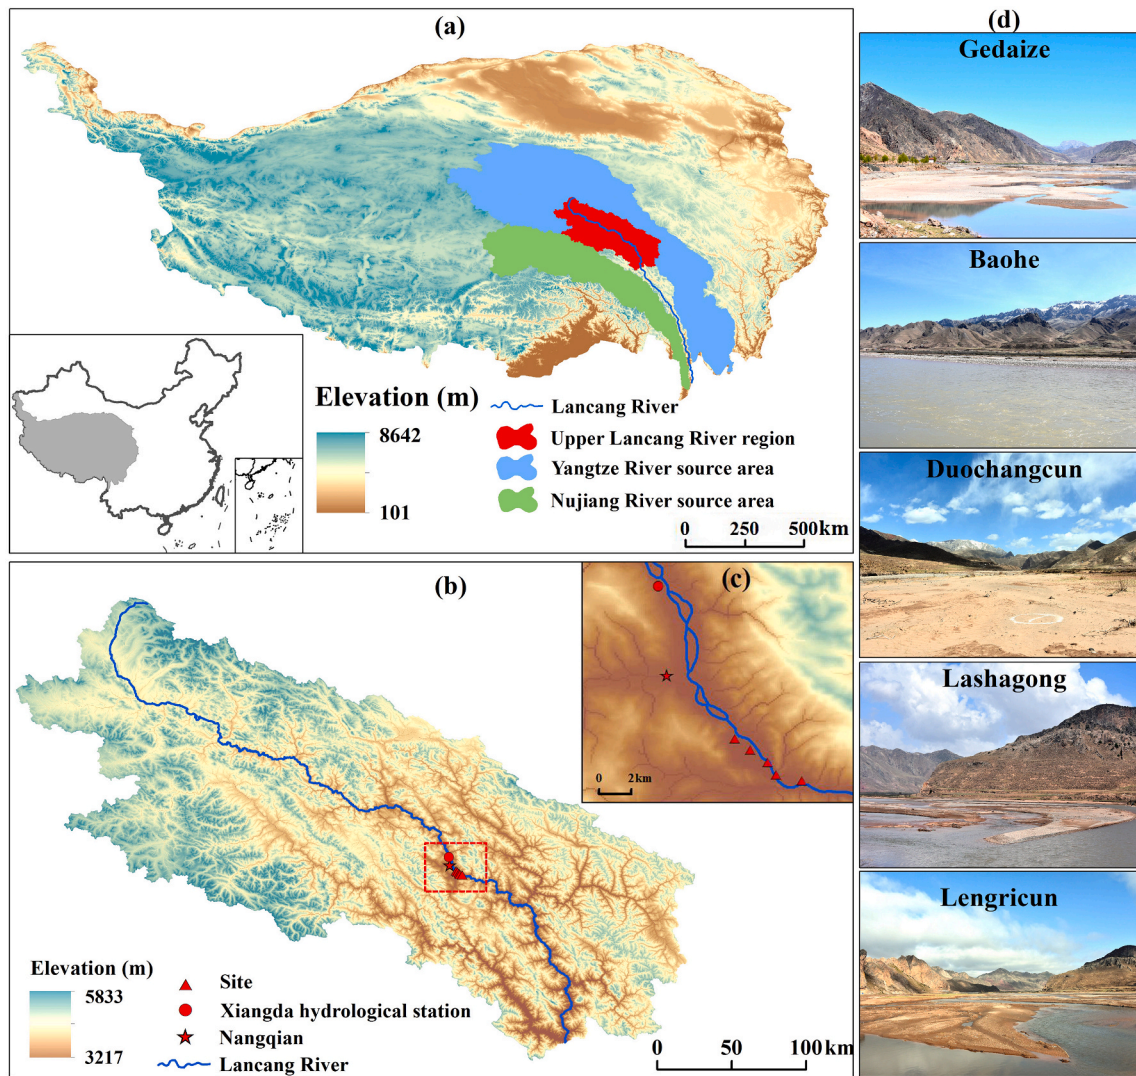 (a)
Elevation (m)
8642
101
Lancang River
Upper Lancang River region
Yangtze River source area
Nujiang River source area
0 250 500km
(b)
Elevation (m)
5833
3217
Site
Xiangda hydrological station
Nangqian
Lancang River
0 50 100 km
(c)
0 2km
(d)
Gedaize
Baohe
Duochangcun
Lashagong
Lengricun